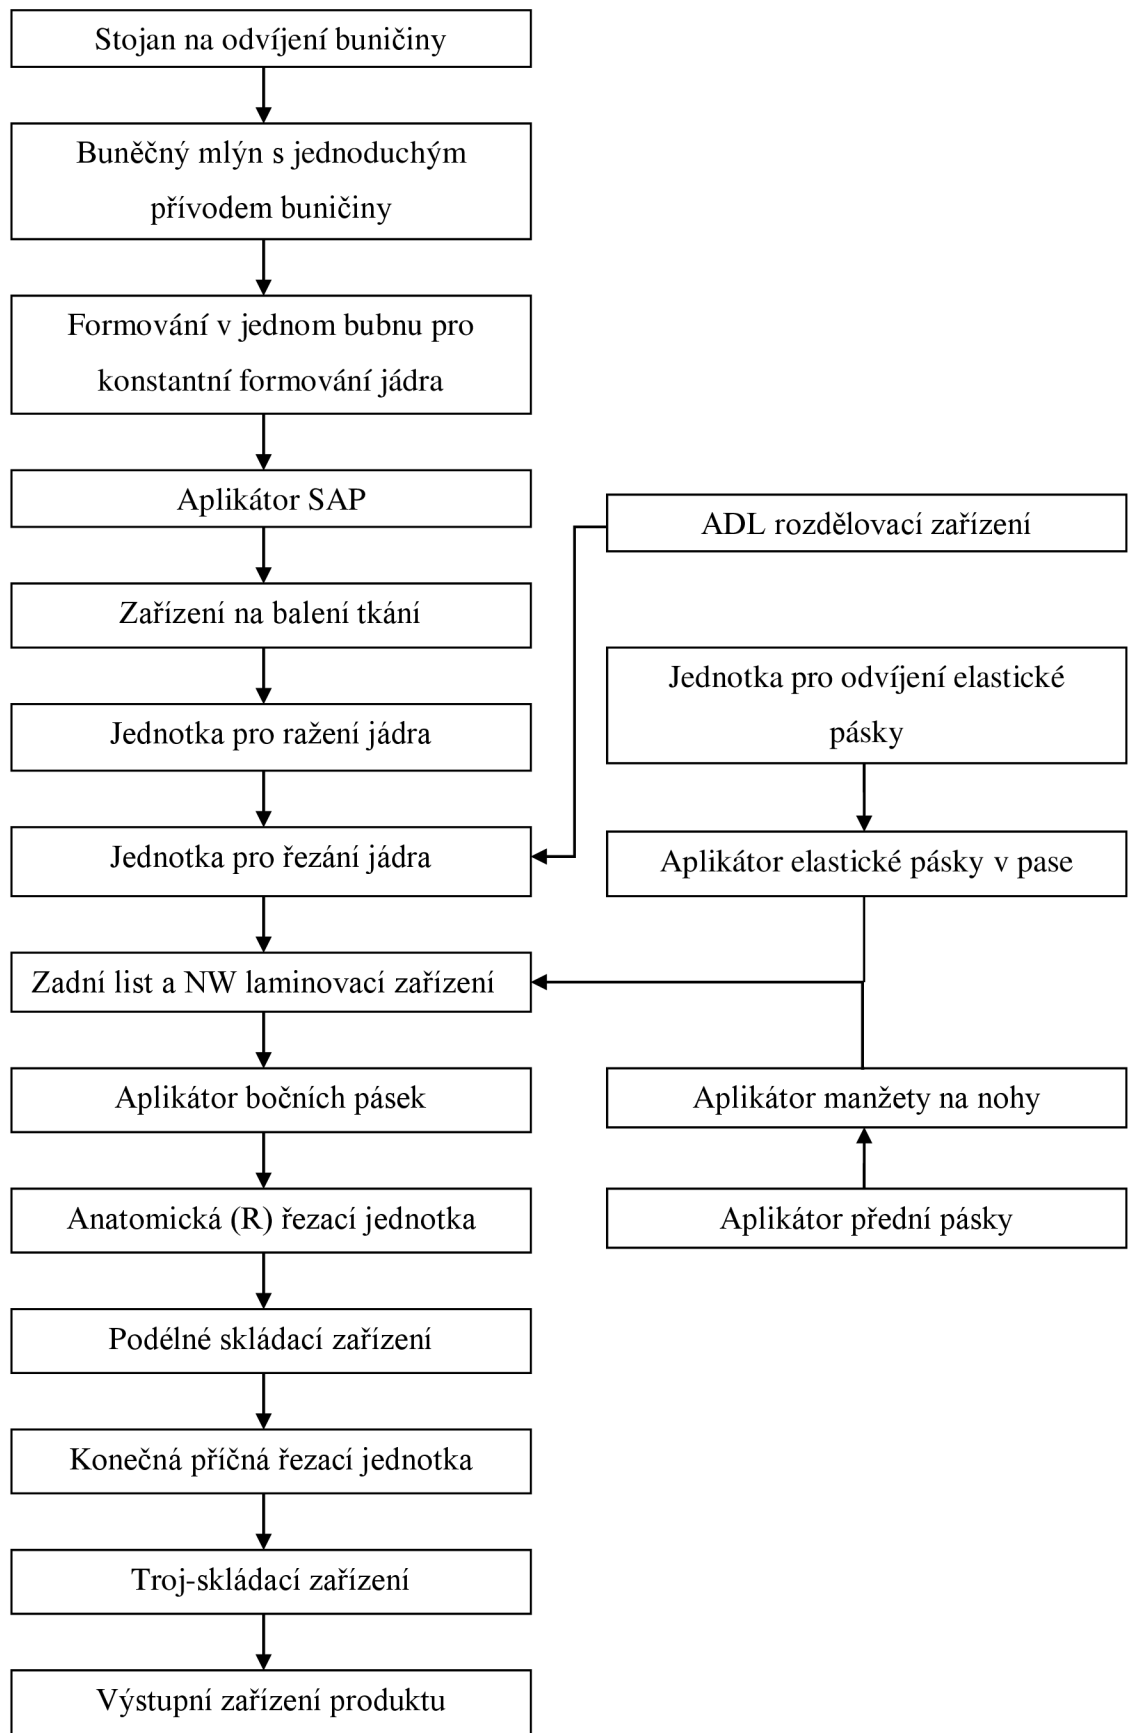 Stojan na odvíjení buničiny
Buněčný mlýn s jednoduchým
přívodem buničiny
Formování v jednom bubnu pro
konstantní formování jádra
Aplikátor SAP
Zařízení na balení tkání
Jednotka pro ražení jádra
Jednotka pro řezání jádra
Zadní list a NW laminovací zařízení
Aplikátor bočních pásek
Anatomická (R) řezací jednotka
Podélné skládací zařízení
Konečná příčná řezací jednotka
Troj-skládací zařízení
Výstupní zařízení produktu
ADL rozdělovací zařízení
Jednotka pro odvíjení elastické
pásky
Aplikátor elastické pásky v pase
Aplikátor manžety na nohy
Aplikátor přední pásky